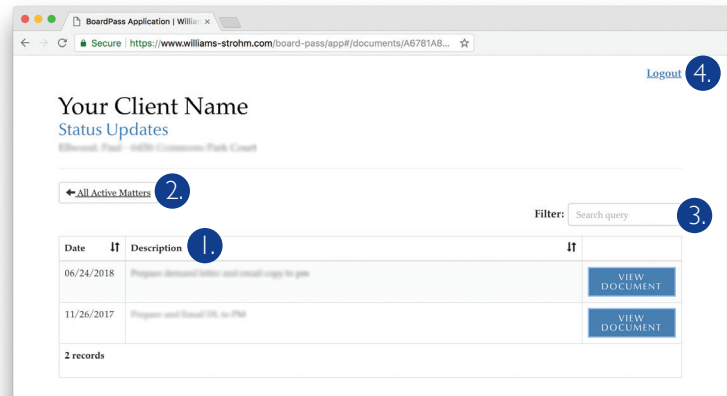 BoardPass Application | William
Secure https://www.williams-strohm.com/board-pass/app#/documents/A6781A8...
Logout 4.
Your Client Name
Status Updates
All Active Matters 2.
Filter: Search query 3.
Date Description 1.
06/24/2018 VIEW DOCUMENT
11/26/2017 VIEW DOCUMENT
2 records